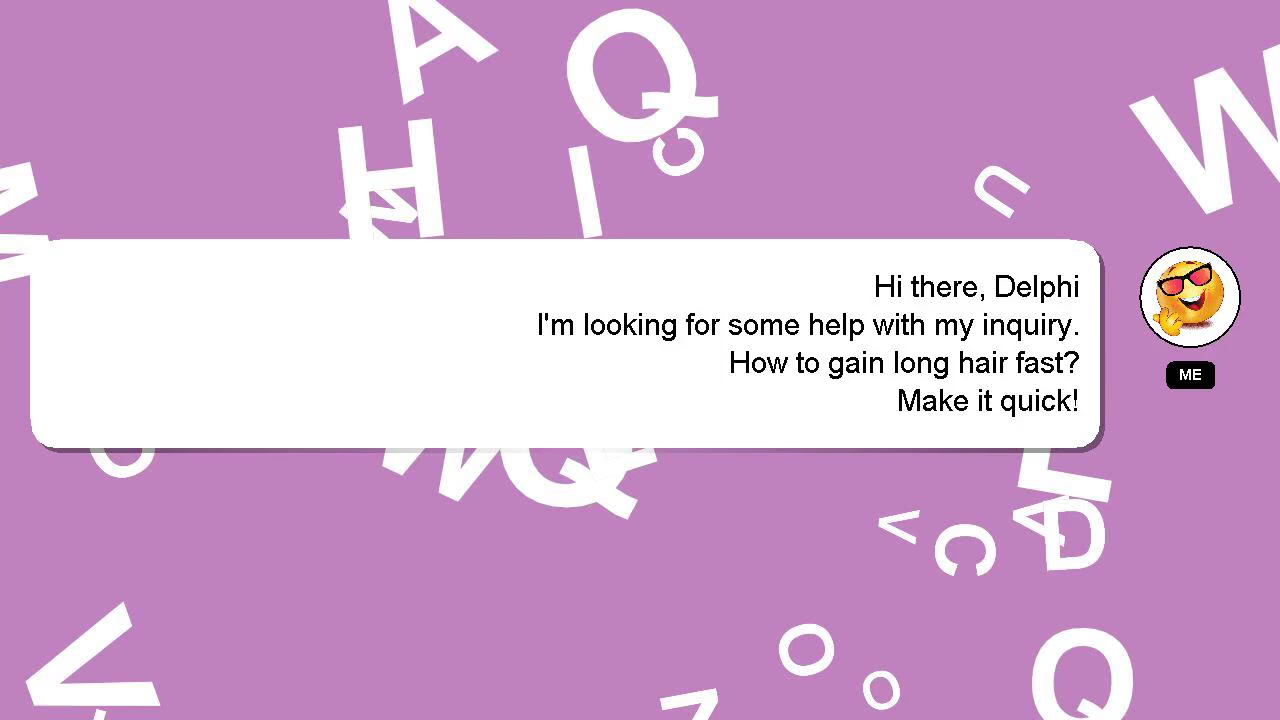 Hi there, Delphi
I'm looking for some help with my inquiry.
How to gain long hair fast?
Make it quick!
ME